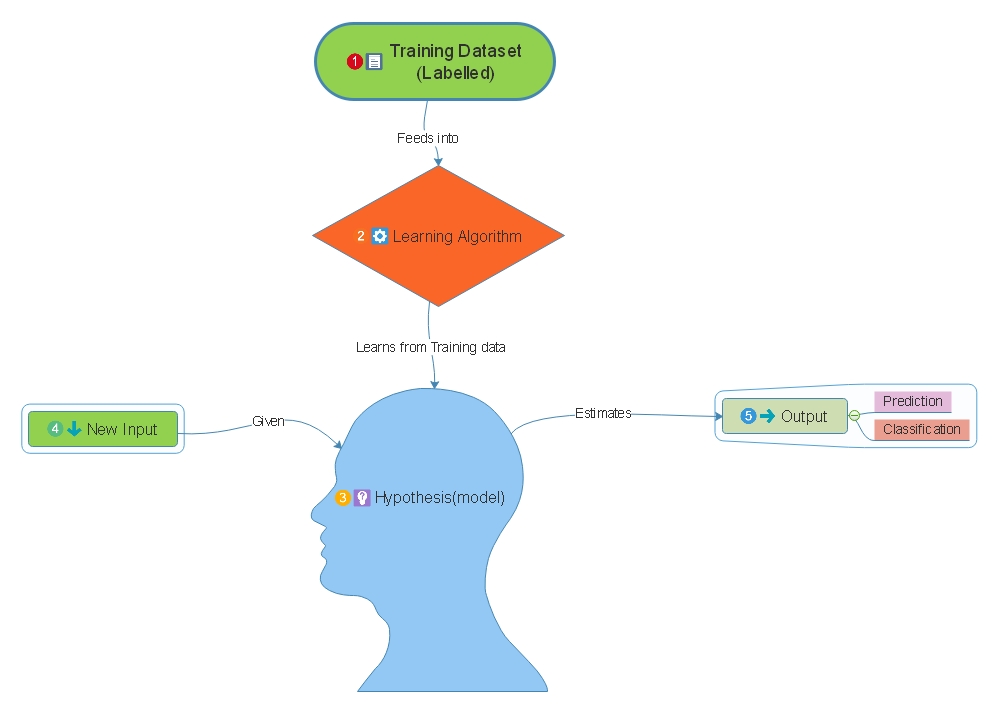 1 Training Dataset
(Labelled)
Feeds into
2 Learning Algorithm
Learns from Training data
4 New Input
Given
3 Hypothesis(model)
Estimates
5 Output
Prediction
Classification